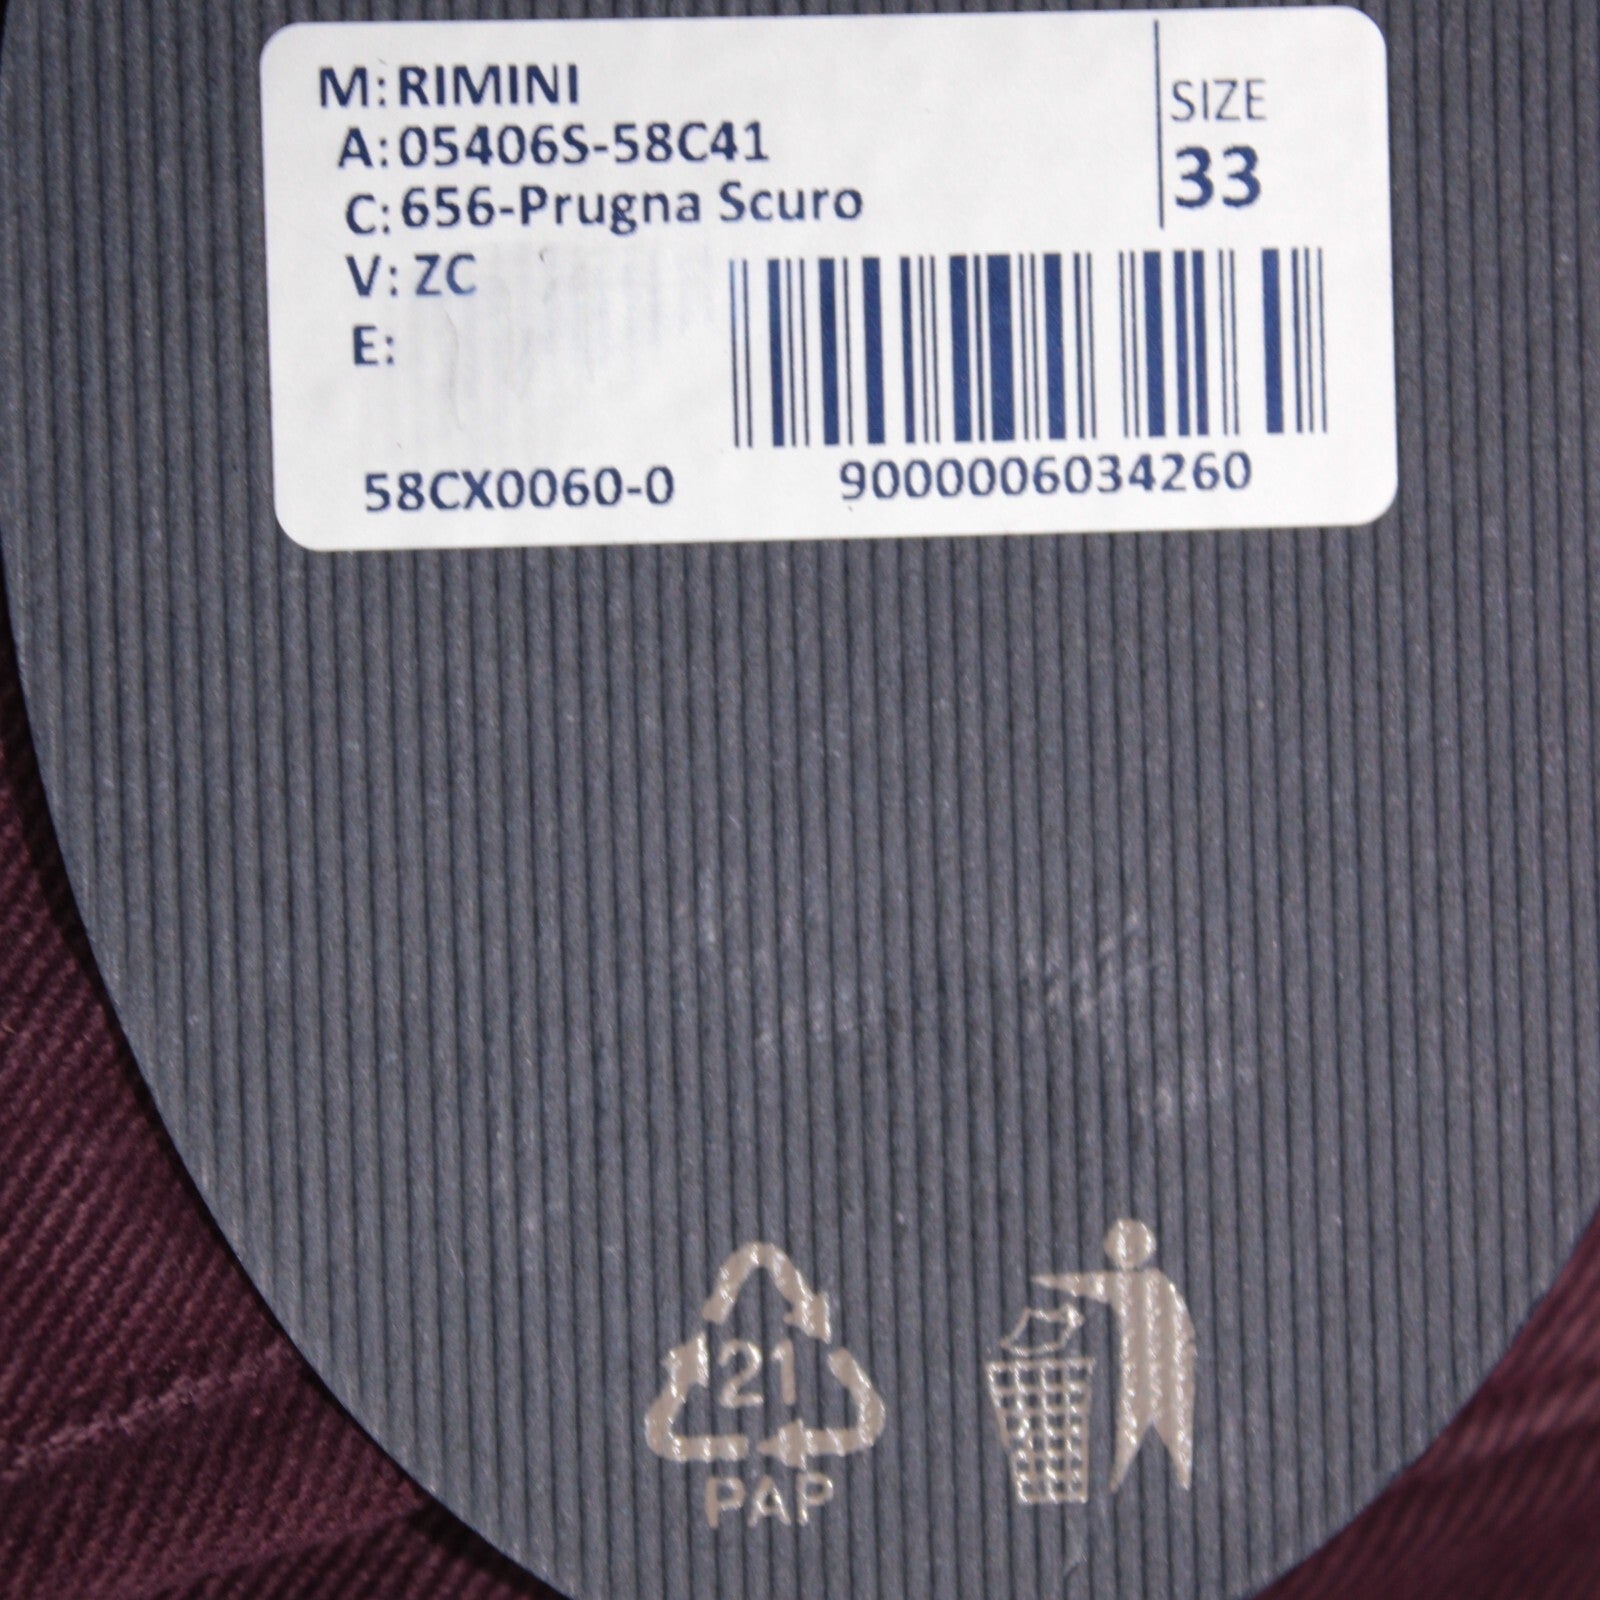 M: RIMINI
A: 05406S-58C41
C: 656-Prugna Scuro
V: ZC
E:
SIZE
33
58CX0060-0
9000006034260
21
PAP